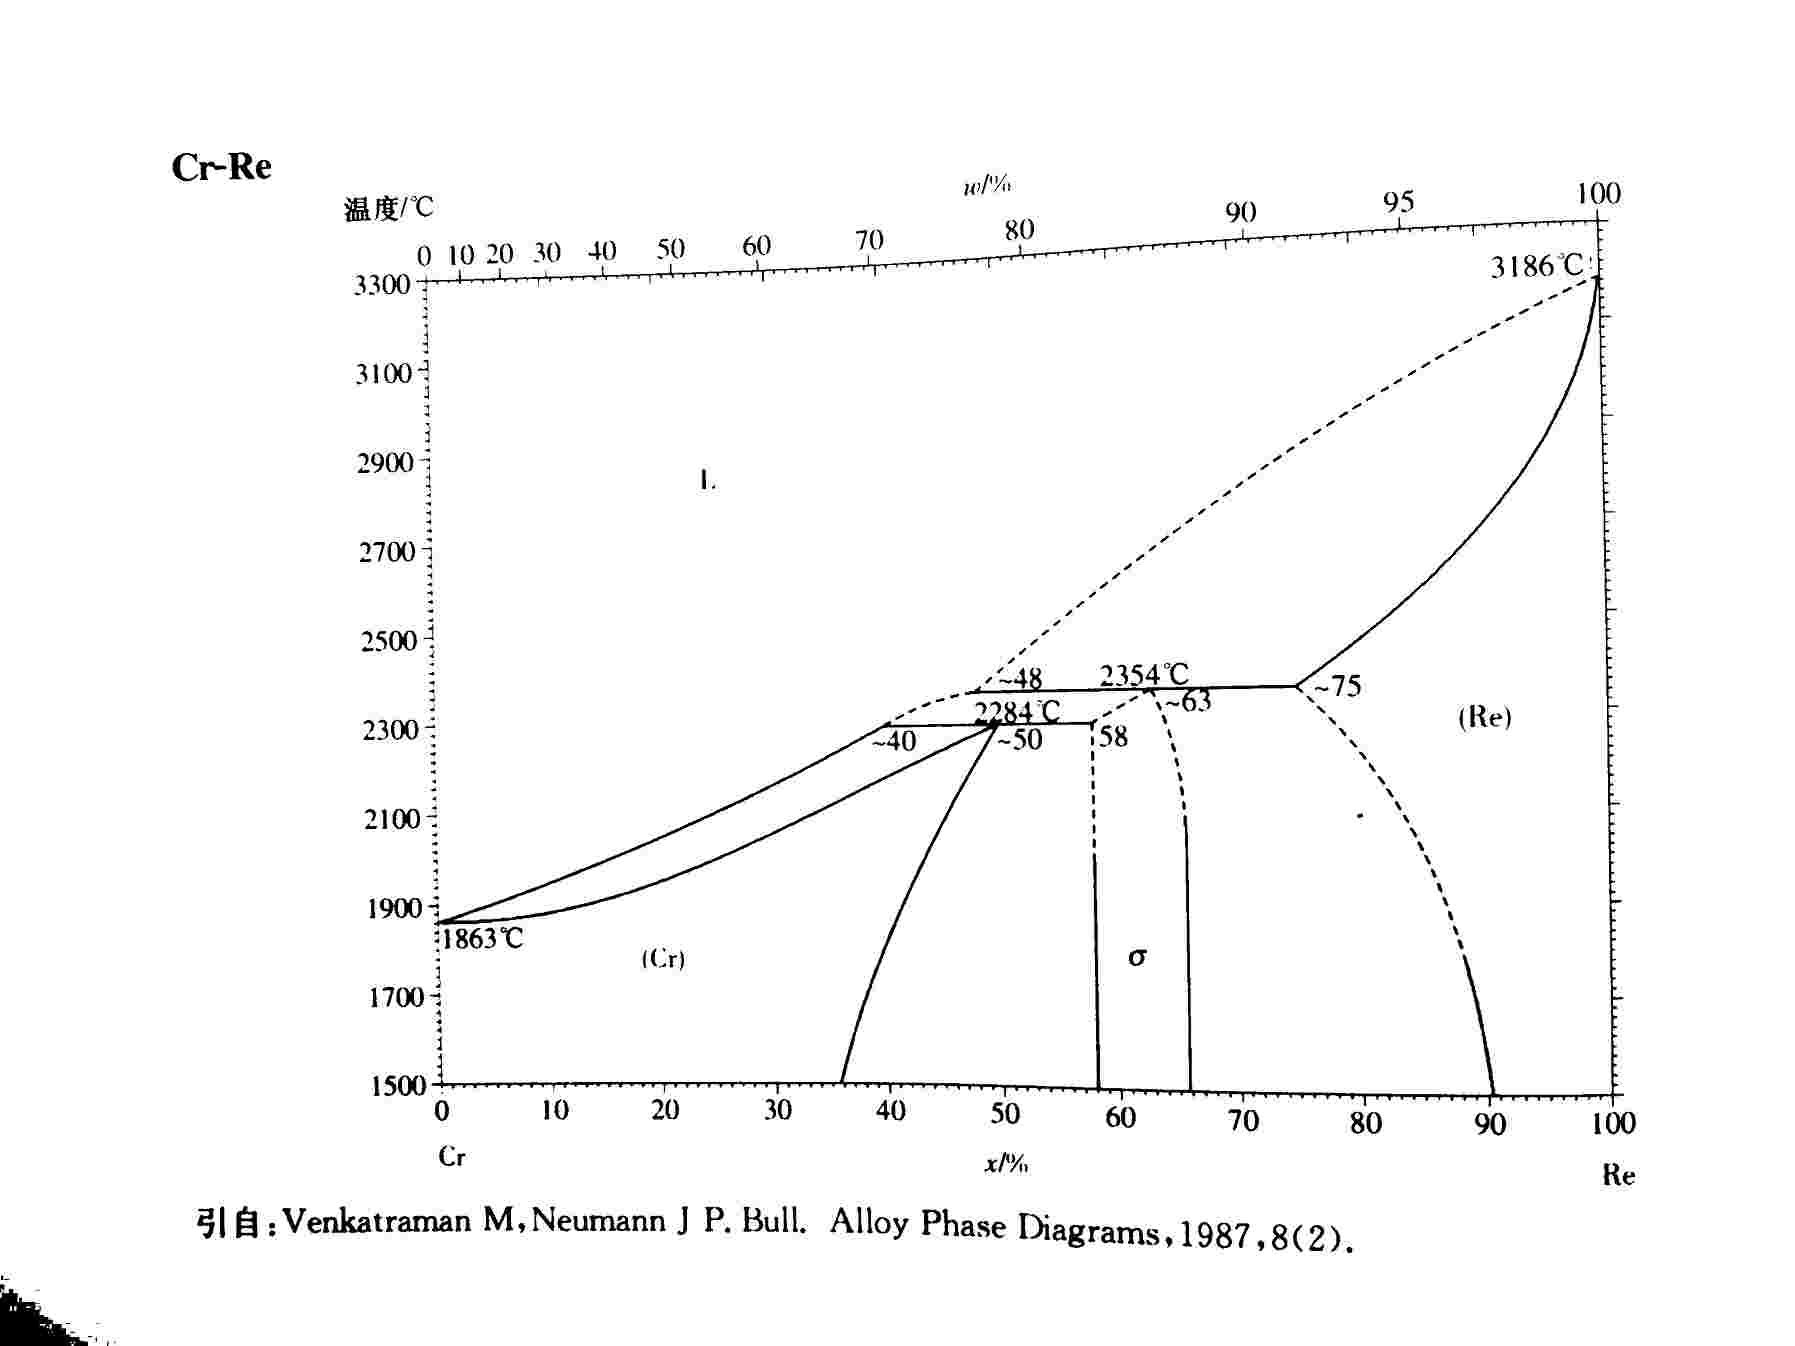 Cr-Re
温度/℃
w/%
0 10 20 30 40 50 60 70 80 90 95 100
3300
3186℃
3100
2900
L
2700
2500
~48
2354℃
~63
~75
(Re)
2300
2284℃
~40
~50
58
2100
1900
1863℃
(Cr)
σ
1700
1500
0 10 20 30 40 50 60 70 80 90 100
Cr
x/%
Re
引自:Venkatraman M,Neumann J P. Bull. Alloy Phase Diagrams,1987,8(2).